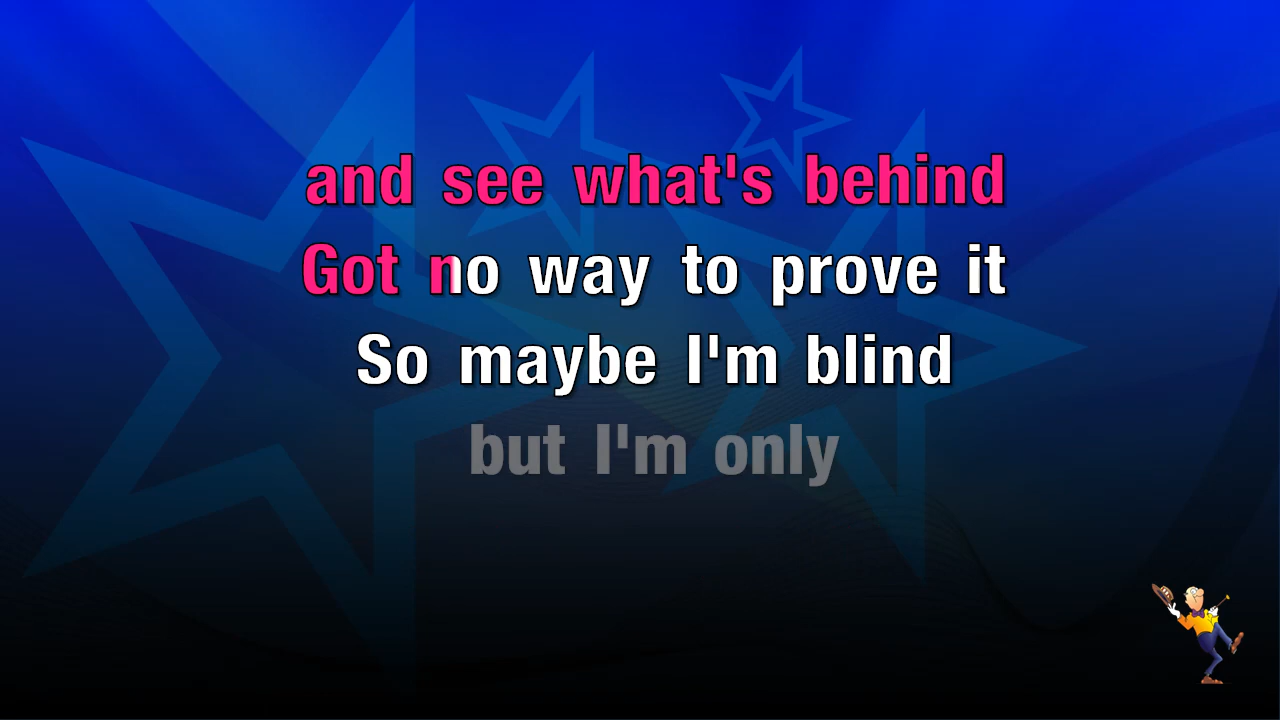 and see what's behind
Got no way to prove it
So maybe I'm blind
but I'm only